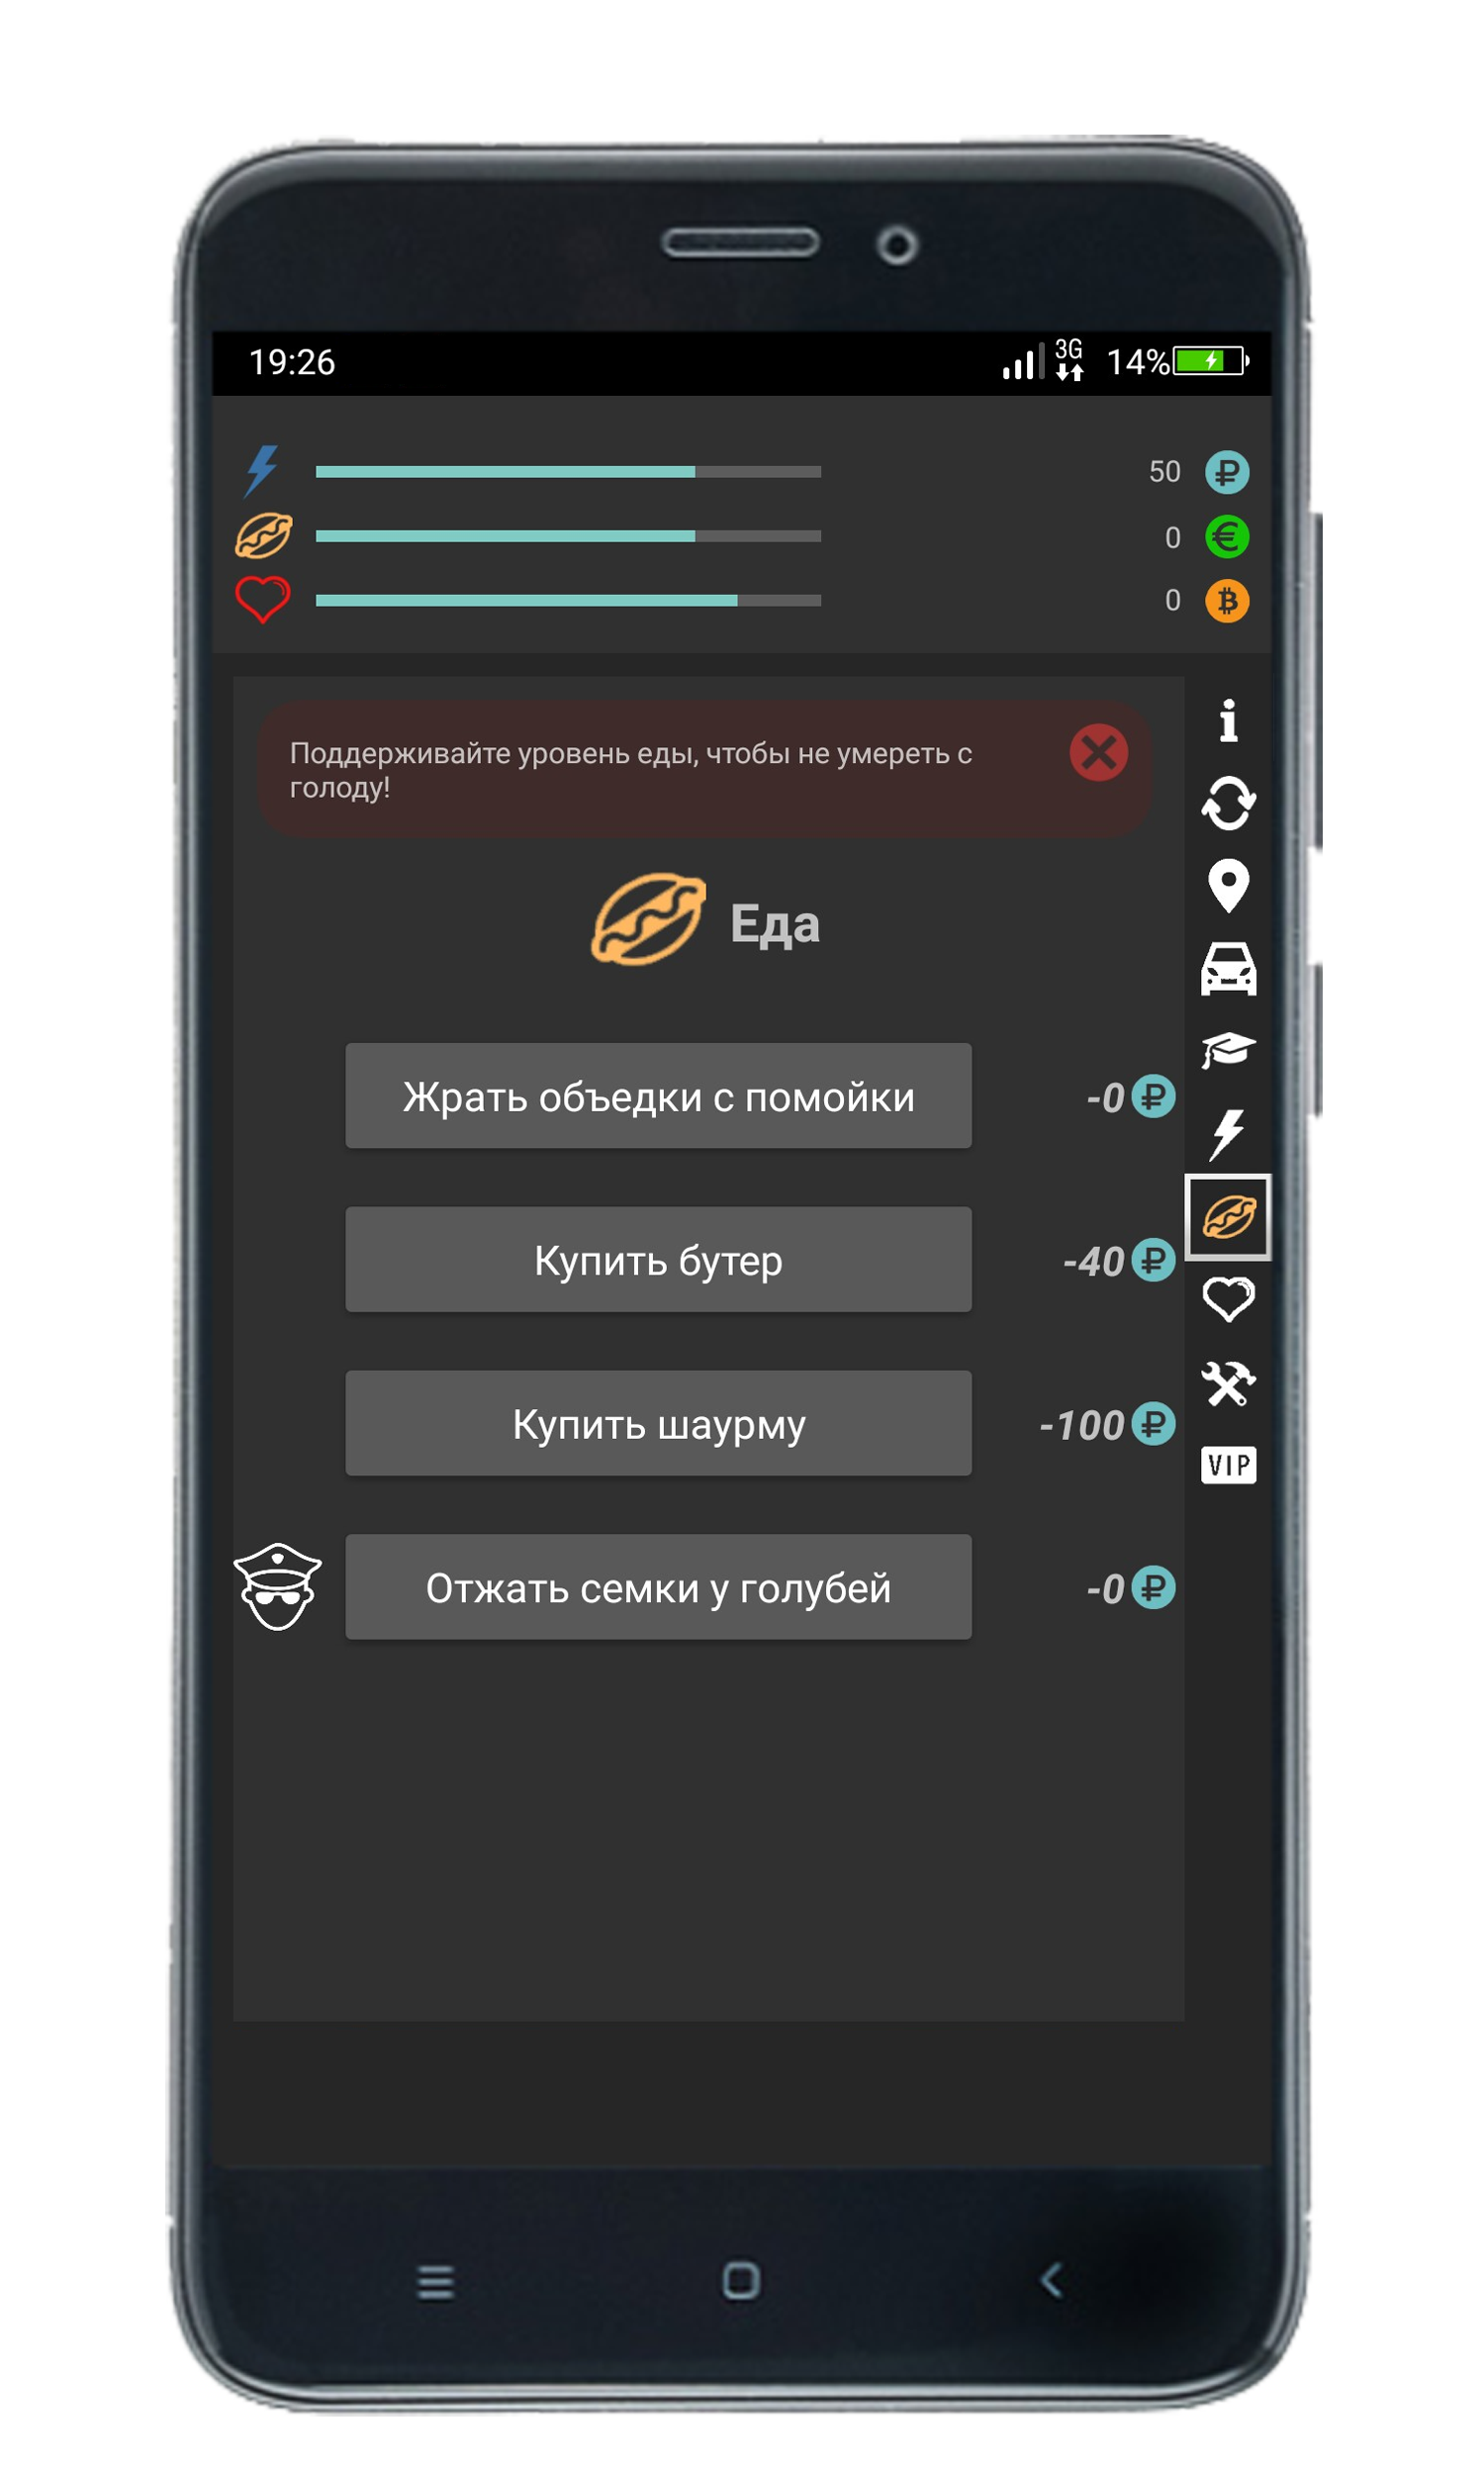 19:26
3G
14%
50 ₽
0 €
0 ₿
Поддерживайте уровень еды, чтобы не умереть с
голоду!
Еда
Жрать объедки с помойки
-0 ₽
Купить бутер
-40 ₽
Купить шаурму
-100 ₽
VIP
Отжать семки у голубей
-0 ₽